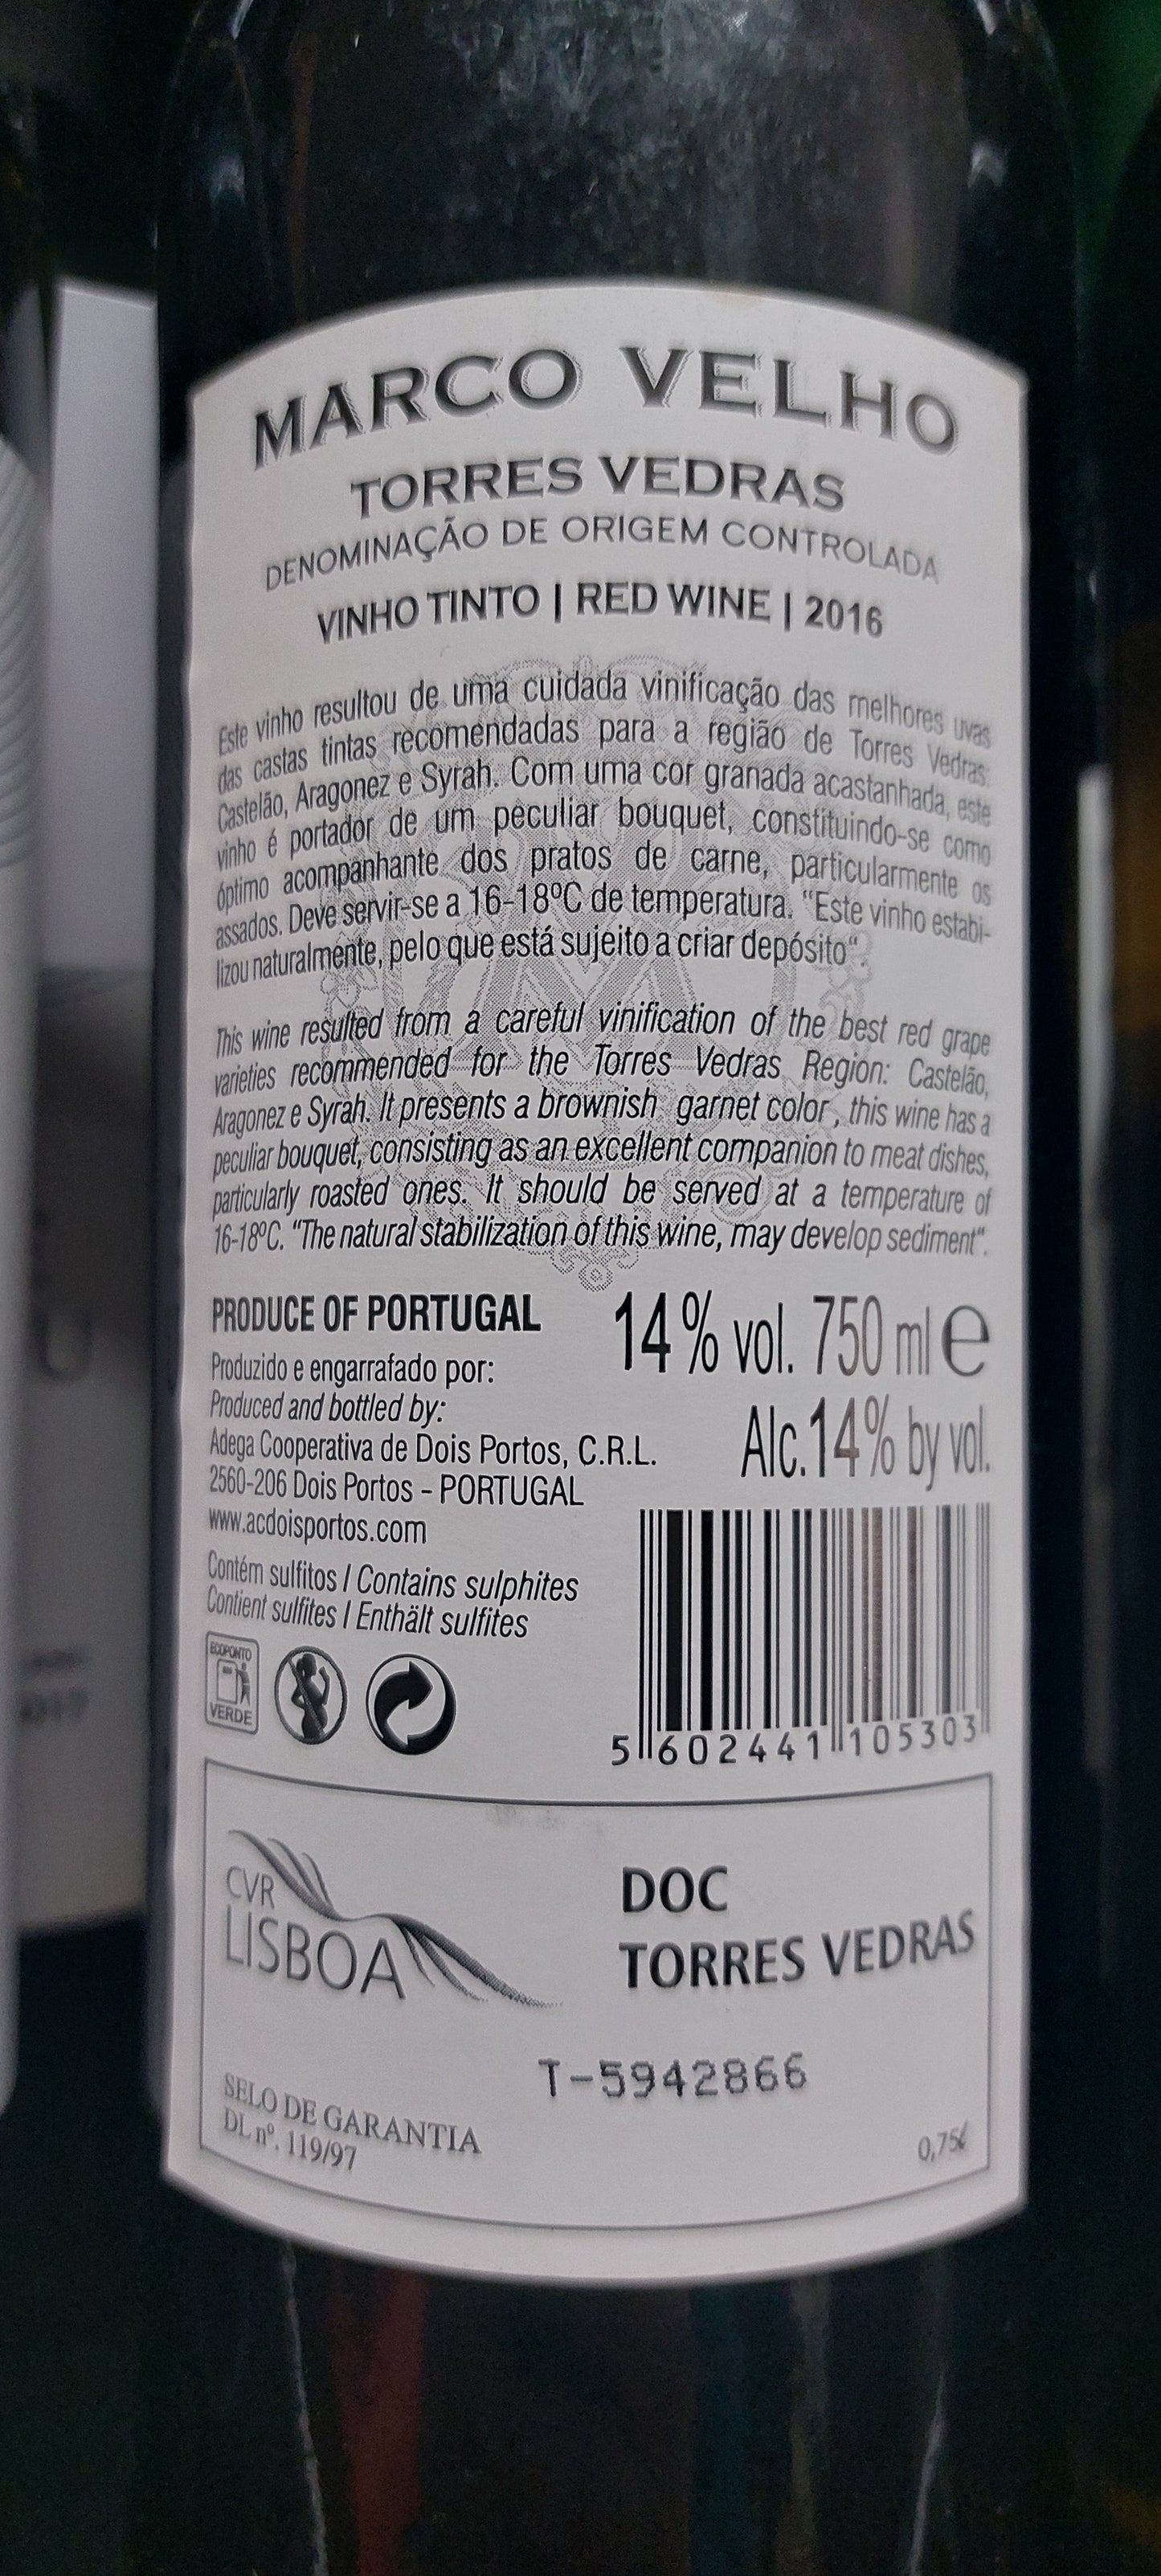 MARCO VELHO
TORRES VEDRAS
DENOMINAÇÃO DE ORIGEM CONTROLADA
VINHO TINTO | RED WINE | 2016
Este vinho resultou de uma cuidada vinificação das melhores uvas
das castas tintas recomendadas para a região de Torres Vedras:
Castelão, Aragonez e Syrah. Com uma cor granada acastanhada, este
vinho é portador de um peculiar bouquet, constituindo-se como
óptimo acompanhante dos pratos de carne, particularmente os
assados. Deve servir-se a 16-18ºC de temperatura. "Este vinho estabi-
lizou naturalmente, pelo que está sujeito a criar depósito".
This wine resulted from a careful vinification of the best red grape
varieties recommended for the Torres Vedras Region: Castelão,
Aragonez e Syrah. It presents a brownish garnet color, this wine has a
peculiar bouquet, consisting as an excellent companion to meat dishes,
particularly roasted ones. It should be served at a temperature of
16-18ºC. "The natural stabilization of this wine, may develop sediment".
PRODUCE OF PORTUGAL
14% vol. 750 ml e
Produzido e engarrafado por:
Produced and bottled by:
Alc.14% by vol.
Adega Cooperativa de Dois Portos, C.R.L.
2560-206 Dois Portos - PORTUGAL
www.acdoisportos.com
Contém sulfitos / Contains sulphites
Contient sulfites / Enthält sulfites
ECOPONTO
VERDE
5 602441 105303
CVR
LISBOA
DOC
TORRES VEDRAS
T-5942866
SELO DE GARANTIA
DL nº. 119/97
0,75ℓ